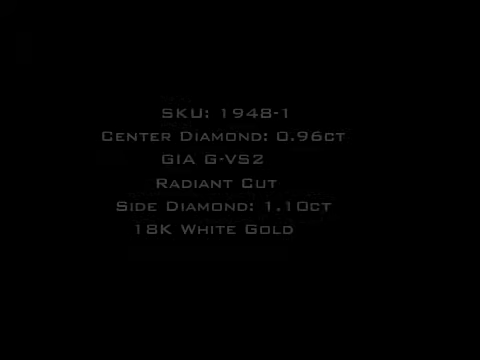 SKU: 1948-1
Center Diamond: 0.96ct
GIA G-VS2
Radiant Cut
Side Diamond: 1.10ct
18K White Gold